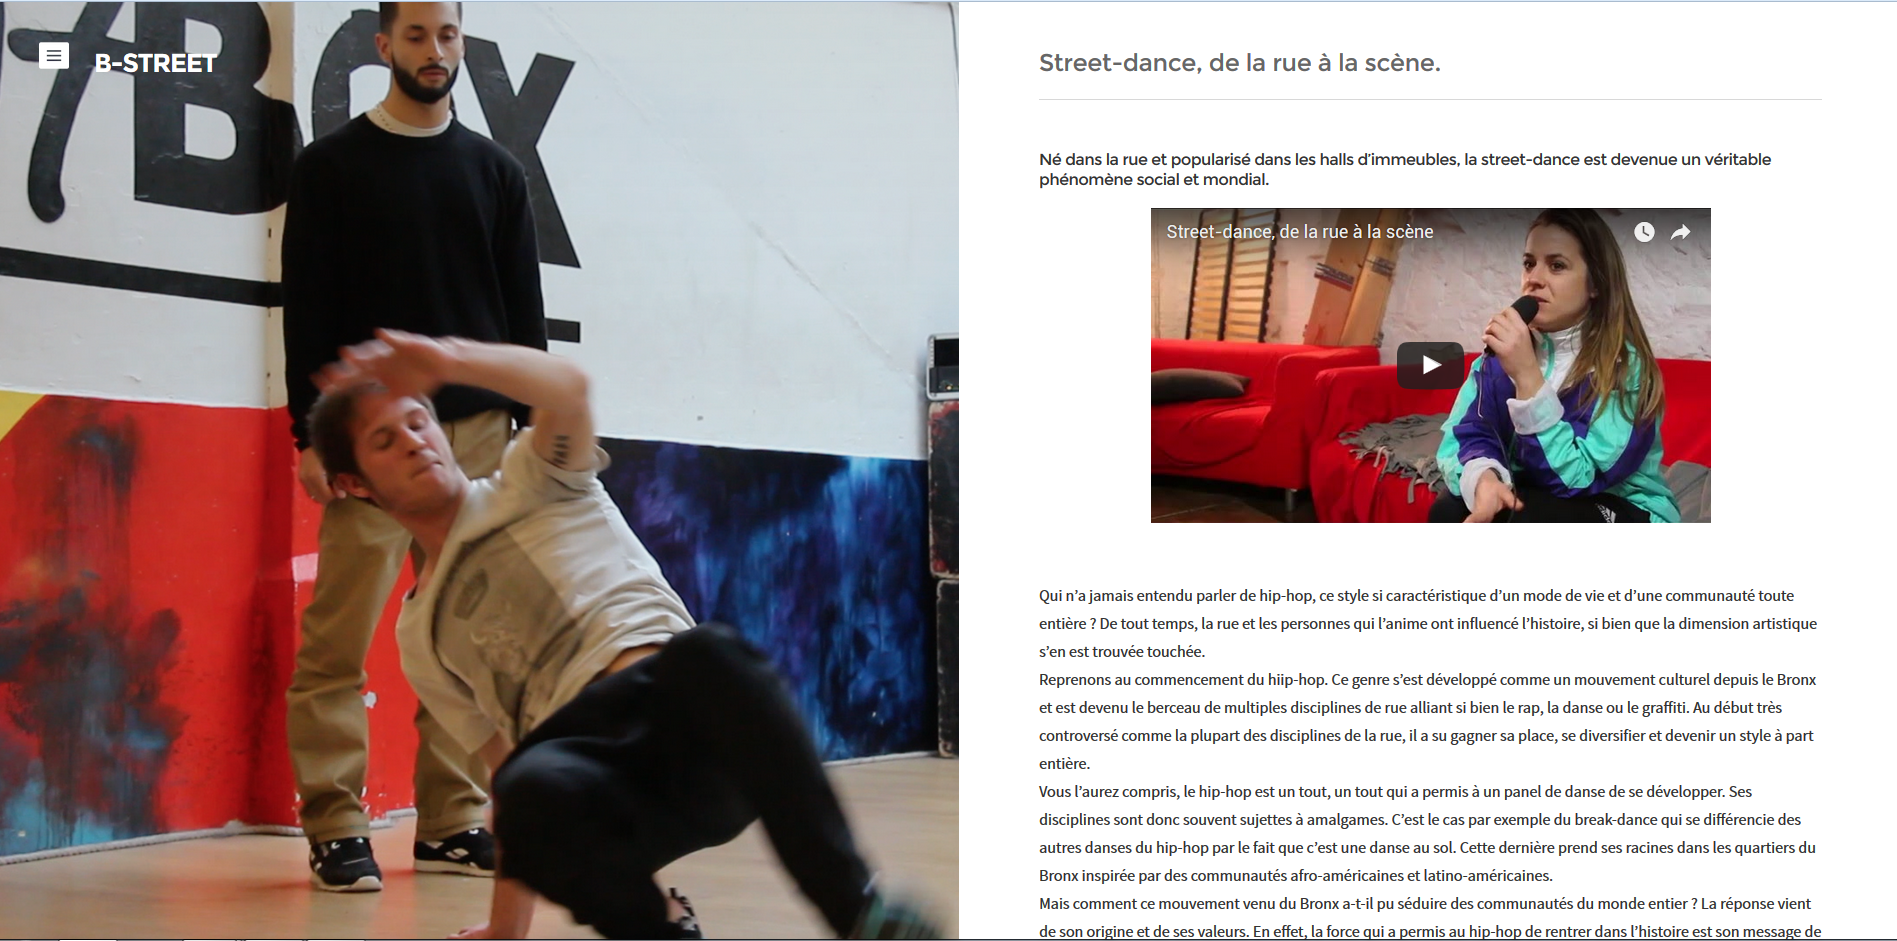 B-STREET
7BOX
Street-dance, de la rue à la scène.
Né dans la rue et popularisé dans les halls d’immeubles, la street-dance est devenue un véritable
phénomène social et mondial.
Street-dance, de la rue à la scène
Qui n’a jamais entendu parler de hip-hop, ce style si caractéristique d’un mode de vie et d’une communauté toute
entière ? De tout temps, la rue et les personnes qui l’anime ont influencé l’histoire, si bien que la dimension artistique
s’en est trouvée touchée.
Reprenons au commencement du hiip-hop. Ce genre s’est développé comme un mouvement culturel depuis le Bronx
et est devenu le berceau de multiples disciplines de rue alliant si bien le rap, la danse ou le graffiti. Au début très
controversé comme la plupart des disciplines de la rue, il a su gagner sa place, se diversifier et devenir un style à part
entière.
Vous l’aurez compris, le hip-hop est un tout, un tout qui a permis à un panel de danse de se développer. Ses
disciplines sont donc souvent sujettes à amalgames. C’est le cas par exemple du break-dance qui se différencie des
autres danses du hip-hop par le fait que c’est une danse au sol. Cette dernière prend ses racines dans les quartiers du
Bronx inspirée par des communautés afro-américaines et latino-américaines.
Mais comment ce mouvement venu du Bronx a-t-il pu séduire des communautés du monde entier ? La réponse vient
de son origine et de ses valeurs. En effet, la force qui a permis au hip-hop de rentrer dans l’histoire est son message de